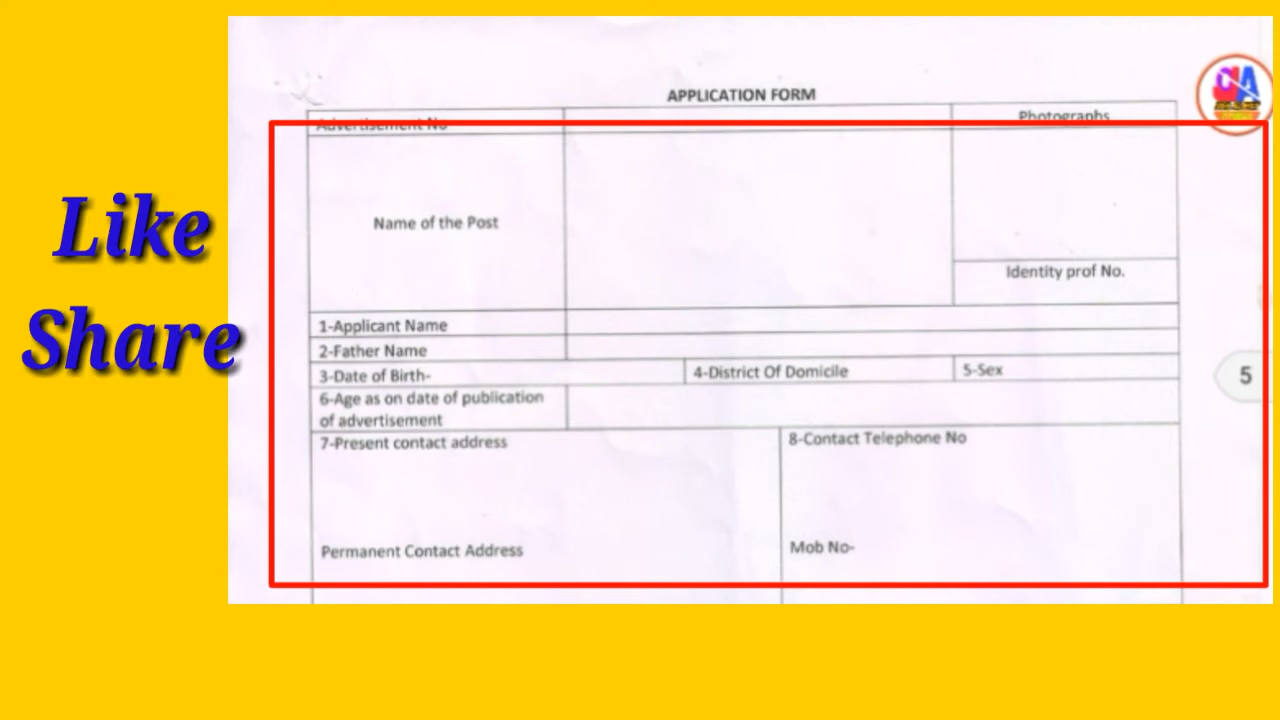 APPLICATION FORM
Advertisement No
Photographs
Name of the Post
Identity prof No.
1-Applicant Name
2-Father Name
3-Date of Birth-
4-District Of Domicile
5-Sex
6-Age as on date of publication
of advertisement
7-Present contact address
8-Contact Telephone No
Permanent Contact Address
Mob No-
Like
Share
5